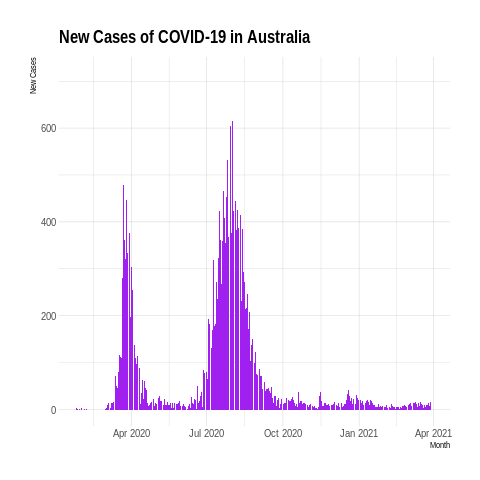 New Cases of COVID-19 in Australia
New Cases
600
400
200
0
Apr 2020 Jul 2020 Oct 2020 Jan 2021 Apr 2021
Month